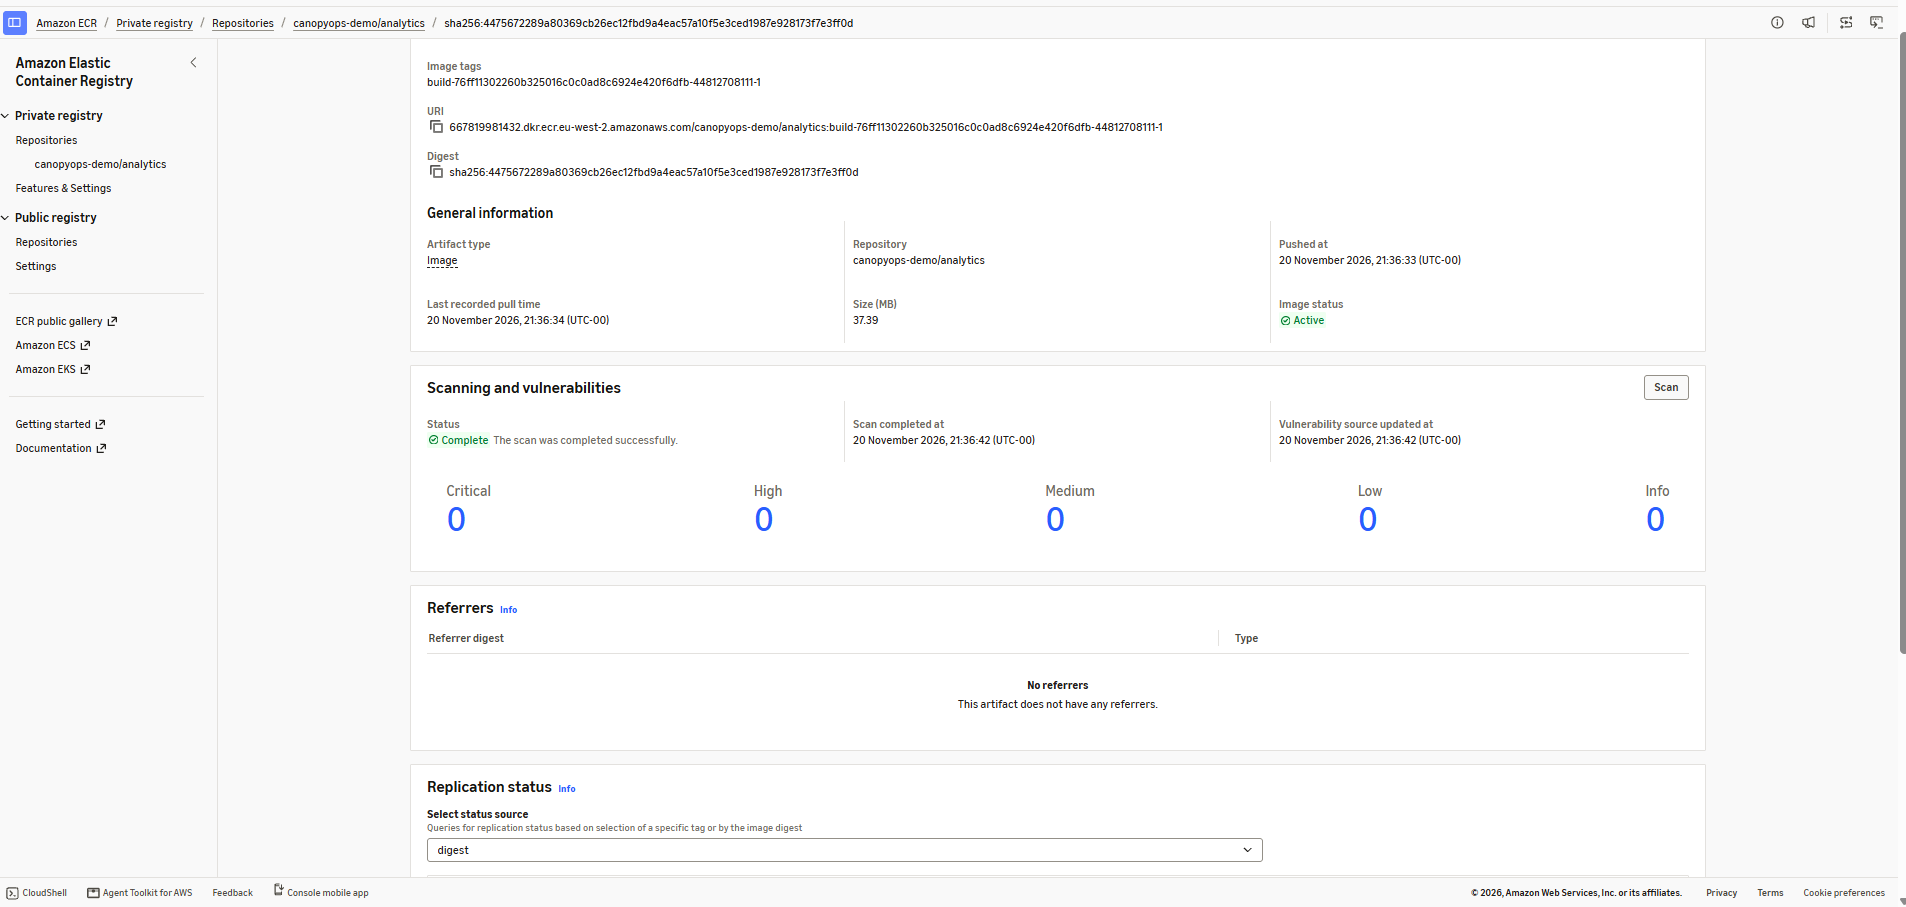 Amazon ECR / Private registry / Repositories / canopyops-demo/analytics / sha256:4475672289a80369cb26ec12fbd9a4eac57a10f5e3ced1987e928173f7e3ff0d
Amazon Elastic
Container Registry
Private registry
Repositories
canopyops-demo/analytics
Features & Settings
Public registry
Repositories
Settings
ECR public gallery
Amazon ECS
Amazon EKS
Getting started
Documentation
Image tags
build-76ff11302260b325016c0c0ad8c6924e420f6dfb-44812708111-1
URI
667819981432.dkr.ecr.eu-west-2.amazonaws.com/canopyops-demo/analytics:build-76ff11302260b325016c0c0ad8c6924e420f6dfb-44812708111-1
Digest
sha256:4475672289a80369cb26ec12fbd9a4eac57a10f5e3ced1987e928173f7e3ff0d
General information
Artifact type
Image
Repository
canopyops-demo/analytics
Pushed at
20 November 2026, 21:36:33 (UTC-00)
Last recorded pull time
20 November 2026, 21:36:34 (UTC-00)
Size (MB)
37.39
Image status
Active
Scanning and vulnerabilities
Scan
Status
Complete The scan was completed successfully.
Scan completed at
20 November 2026, 21:36:42 (UTC-00)
Vulnerability source updated at
20 November 2026, 21:36:42 (UTC-00)
Critical
0
High
0
Medium
0
Low
0
Info
0
Referrers Info
Referrer digest
Type
No referrers
This artifact does not have any referrers.
Replication status Info
Select status source
Queries for replication status based on selection of a specific tag or by the image digest
digest
CloudShell
Agent Toolkit for AWS
Feedback
Console mobile app
© 2026, Amazon Web Services, Inc. or its affiliates.
Privacy
Terms
Cookie preferences